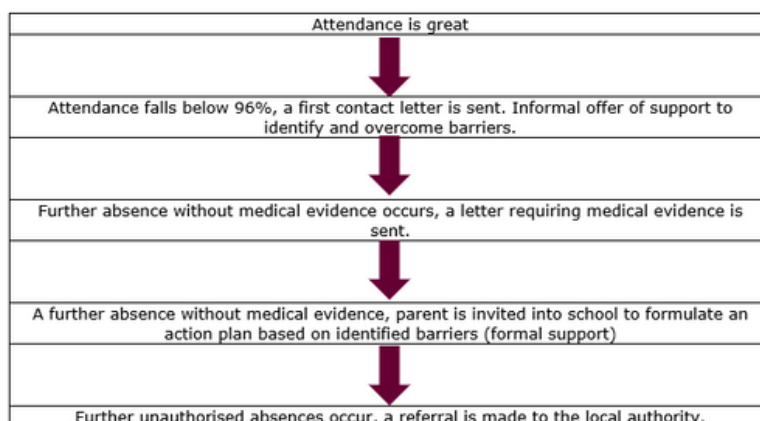 Attendance is great
Attendance falls below 96%, a first contact letter is sent. Informal offer of support to
identify and overcome barriers.
Further absence without medical evidence occurs, a letter requiring medical evidence is
sent.
A further absence without medical evidence, parent is invited into school to formulate an
action plan based on identified barriers (formal support)
Further unauthorised absences occur, a referral is made to the local authority.